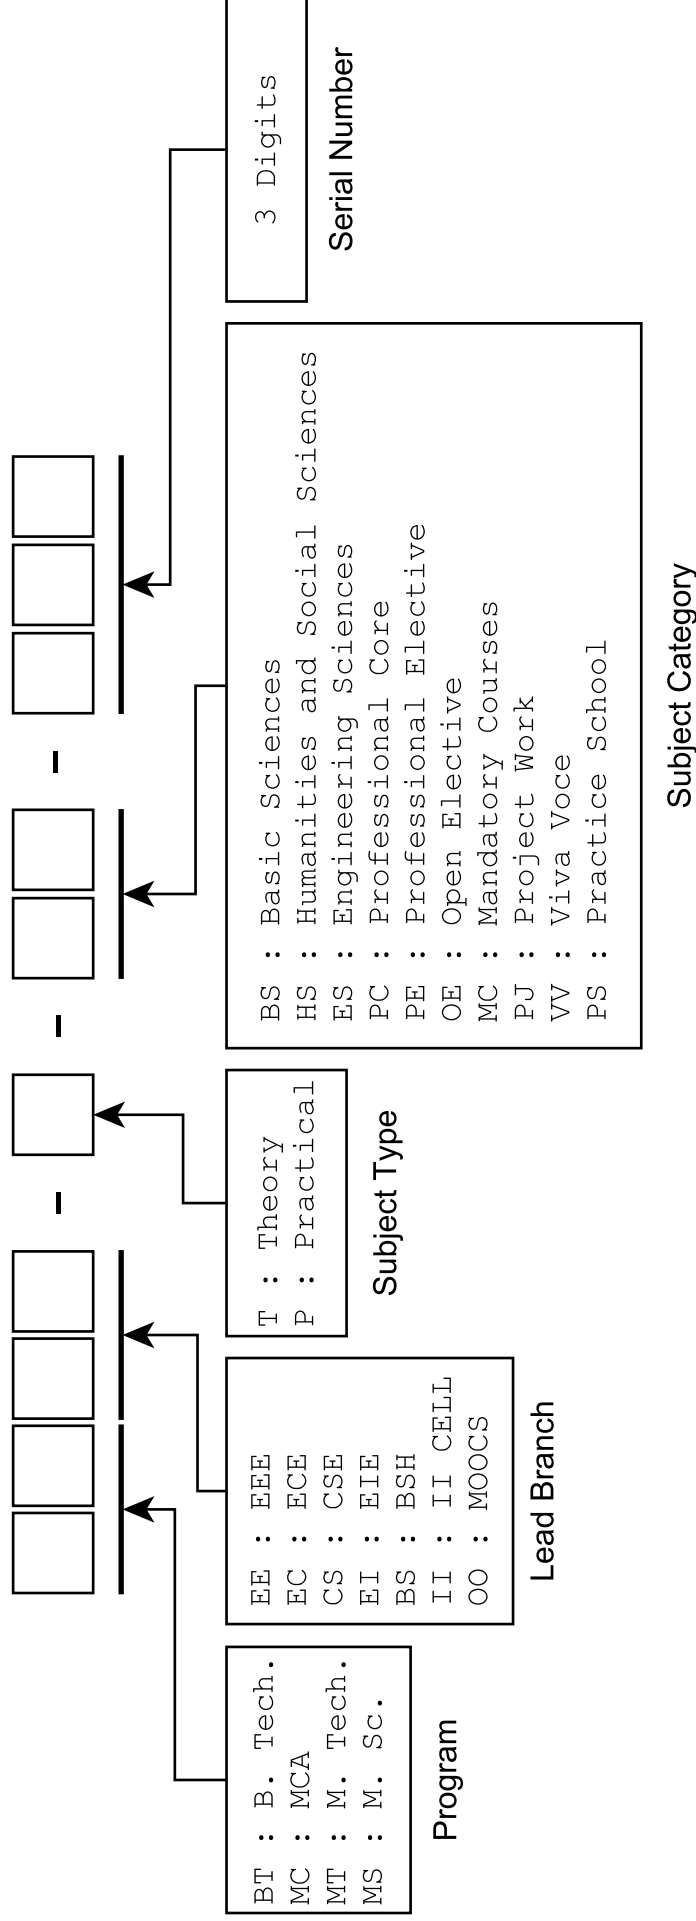 BT : B. Tech.
MC : MCA
MT : M. Tech.
MS : M. Sc.
Program
EE : EEE
EC : ECE
CS : CSE
EI : EIE
BS : BSH
II : II CELL
OO : MOOCS
Lead Branch
T : Theory
P : Practical
Subject Type
BS : Basic Sciences
HS : Humanities and Social Sciences
ES : Engineering Sciences
PC : Professional Core
PE : Professional Elective
OE : Open Elective
MC : Mandatory Courses
PJ : Project Work
VV : Viva Voce
PS : Practice School
Subject Category
3 Digits
Serial Number